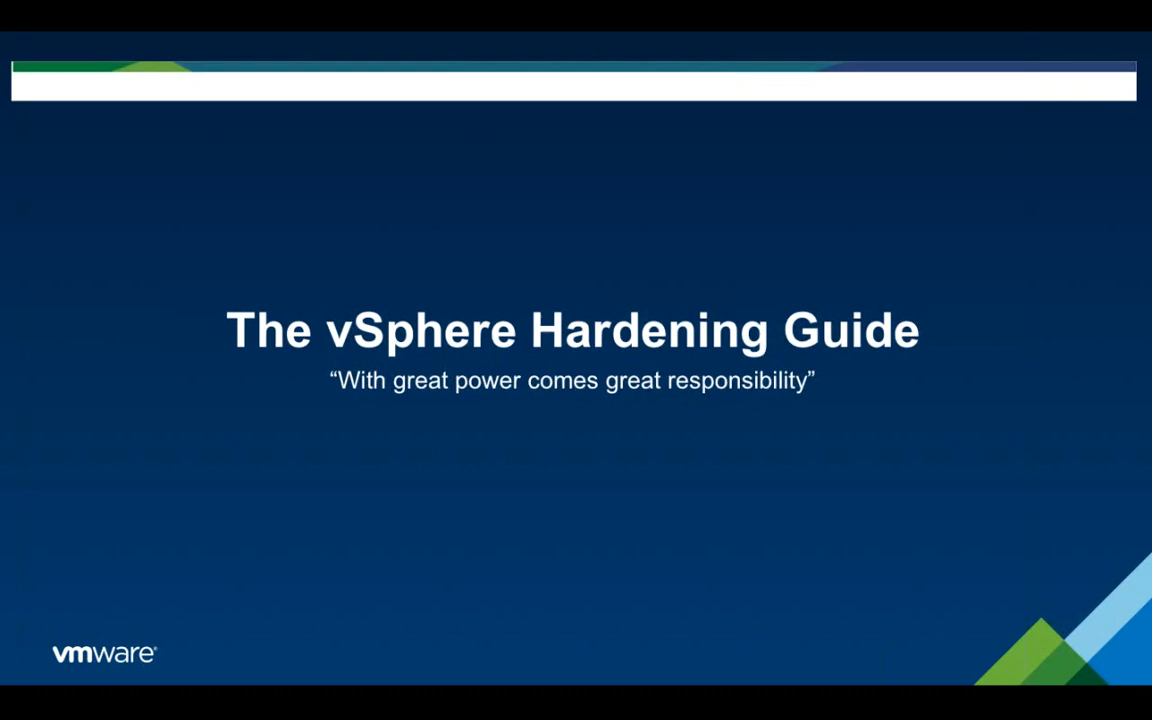 The vSphere Hardening Guide
“With great power comes great responsibility”
vmware®